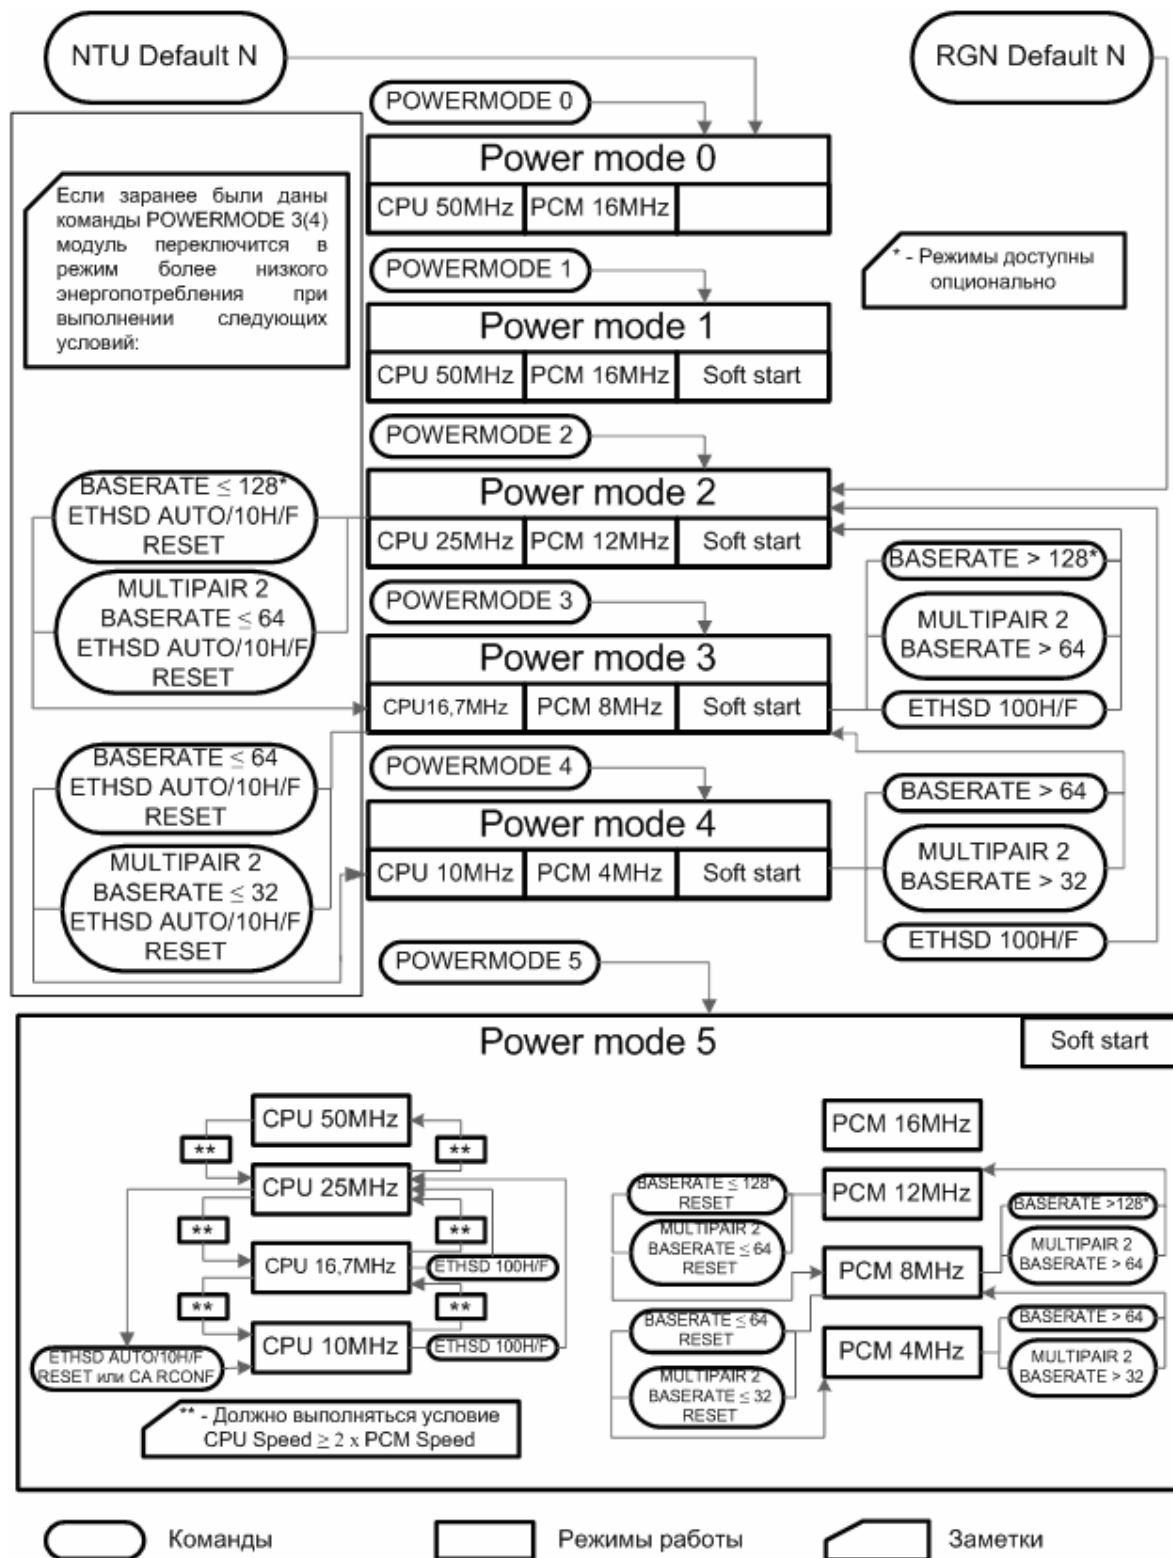 NTU Default N
RGN Default N
POWERMODE 0
Power mode 0
CPU 50MHz
PCM 16MHz
Если заранее были даны
команды POWERMODE 3(4)
модуль переключится в
режим более низкого
энергопотребления при
выполнении следующих
условий:
* - Режимы доступны
опционально
POWERMODE 1
Power mode 1
CPU 50MHz
PCM 16MHz
Soft start
POWERMODE 2
Power mode 2
CPU 25MHz
PCM 12MHz
Soft start
BASERATE ≤ 128*
ETHSD AUTO/10H/F
RESET
MULTIPAIR 2
BASERATE ≤ 64
ETHSD AUTO/10H/F
RESET
BASERATE > 128*
MULTIPAIR 2
BASERATE > 64
ETHSD 100H/F
POWERMODE 3
Power mode 3
CPU16,7MHz
PCM 8MHz
Soft start
BASERATE ≤ 64
ETHSD AUTO/10H/F
RESET
MULTIPAIR 2
BASERATE ≤ 32
ETHSD AUTO/10H/F
RESET
POWERMODE 4
Power mode 4
CPU 10MHz
PCM 4MHz
Soft start
BASERATE > 64
MULTIPAIR 2
BASERATE > 32
ETHSD 100H/F
POWERMODE 5
Power mode 5
Soft start
CPU 50MHz
**
**
CPU 25MHz
**
**
CPU 16,7MHz
ETHSD 100H/F
**
**
CPU 10MHz
ETHSD 100H/F
ETHSD AUTO/10H/F
RESET или CA RCONF
** - Должно выполняться условие
CPU Speed ≥ 2 x PCM Speed
PCM 16MHz
PCM 12MHz
BASERATE ≤ 128*
RESET
MULTIPAIR 2
BASERATE ≤ 64
RESET
BASERATE >128*
MULTIPAIR 2
BASERATE > 64
PCM 8MHz
BASERATE ≤ 64
RESET
MULTIPAIR 2
BASERATE ≤ 32
RESET
PCM 4MHz
BASERATE > 64
MULTIPAIR 2
BASERATE > 32
Команды
Режимы работы
Заметки